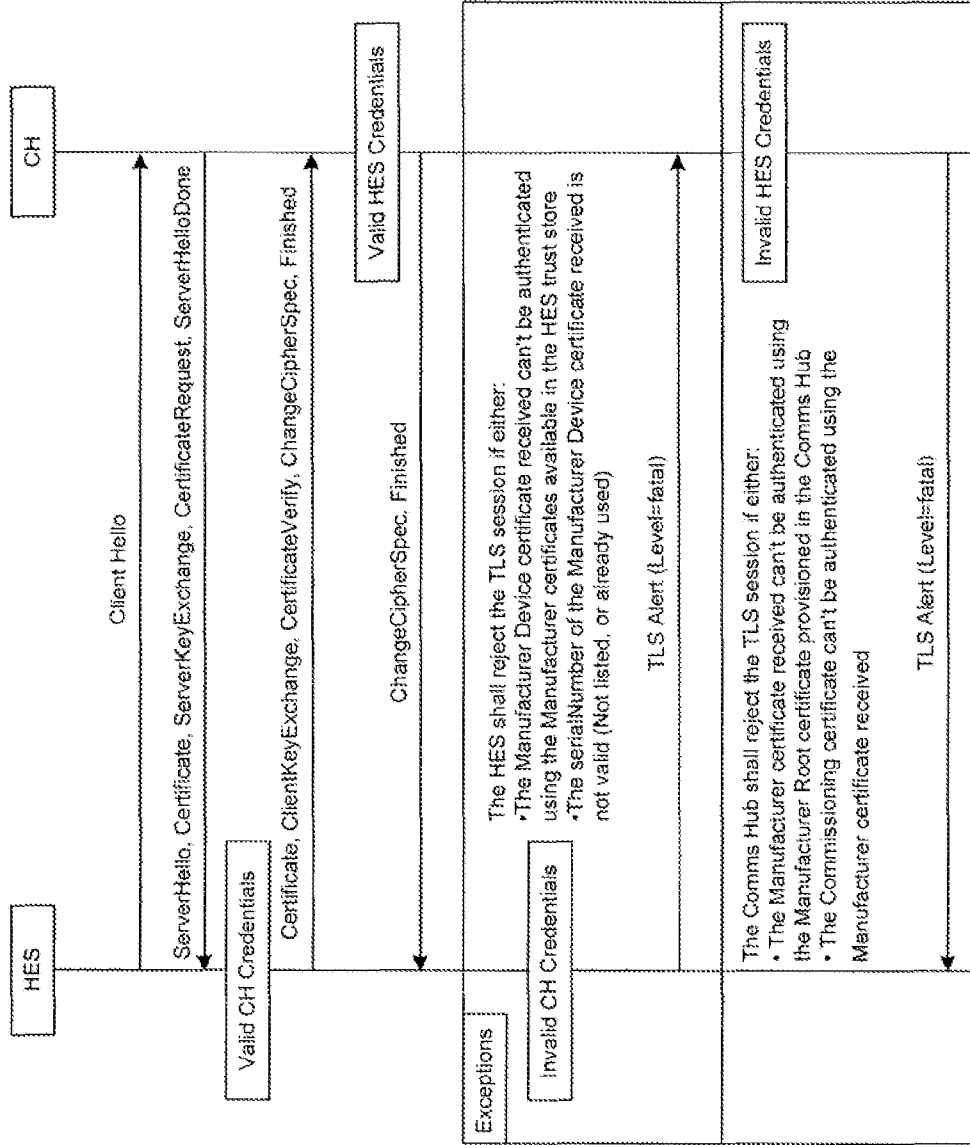 HES
CH
Client Hello
ServerHello, Certificate, ServerKeyExchange, CertificateRequest, ServerHelloDone
Valid CH Credentials
Certificate, ClientKeyExchange, CertificateVerify, ChangeCipherSpec, Finished
Valid HES Credentials
ChangeCipherSpec, Finished
Exceptions
The HES shall reject the TLS session if either:
•The Manufacturer Device certificate received can't be authenticated
using the Manufacturer certificates available in the HES trust store
•The serialNumber of the Manufacturer Device certificate received is
not valid (Not listed, or already used)
Invalid CH Credentials
TLS Alert (Level=fatal)
The Comms Hub shall reject the TLS session if either:
• The Manufacturer certificate received can't be authenticated using
the Manufacturer Root certificate provisioned in the Comms Hub
• The Commissioning certificate can't be authenticated using the
Manufacturer certificate received
Invalid HES Credentials
TLS Alert (Level=fatal)